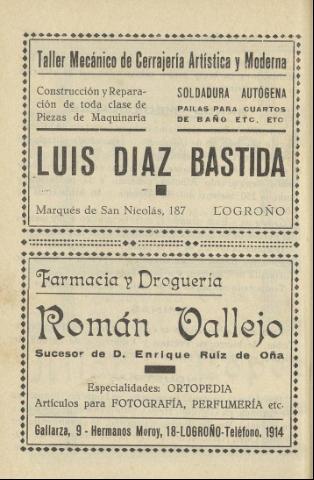 Taller Mecánico de Cerrajería Artística y Moderna
Construcción y Repara-
ción de toda clase de
Piezas de Maquinaria
SOLDADURA AUTÓGENA
PAILAS PARA CUARTOS
DE BAÑO ETC. ETC
LUIS DIAZ BASTIDA
Marqués de San Nicolás, 187 LOGROÑO
Farmacia y Droguería
Román Vallejo
Sucesor de D. Enrique Ruiz de Oña
Especialidades: ORTOPEDIA
Artículos para FOTOGRAFÍA, PERFUMERÍA etc.
Gallarza, 9 - Hermanos Moroy, 18-LOGROÑO-Teléfono. 1914